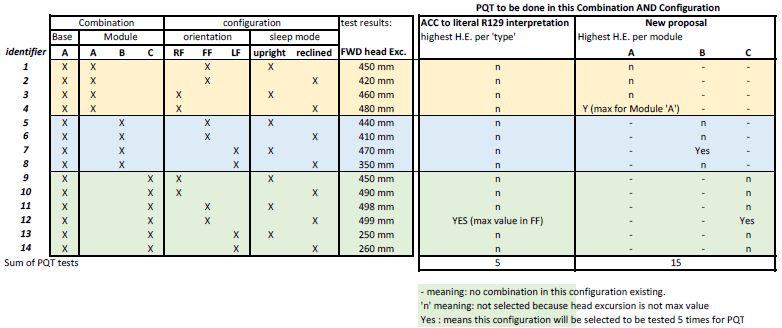 PQT to be done in this Combination AND Configuration
Combination configuration test results: ACC to literal R129 interpretation New proposal
Base Module orientation sleep mode highest H.E. per 'type' Highest H.E. per module
identifier A A B C RF FF LF upright reclined FWD head Exc. A B C
1 X X X X 450 mm n n - -
2 X X X X 420 mm n n - -
3 X X X X 460 mm n n - -
4 X X X X 480 mm n Y (max for Module 'A') - -
5 X X X X 440 mm n - n -
6 X X X X 410 mm n - n -
7 X X X X 470 mm n - Yes -
8 X X X X 350 mm n - n -
9 X X X X 450 mm n - - n
10 X X X X 490 mm n - - n
11 X X X X 498 mm n - - n
12 X X X X 499 mm YES (max value in FF) - - Yes
13 X X X X 250 mm n - - n
14 X X X X 260 mm n - - n
Sum of PQT tests 5 15
- meaning: no combination in this configuration existing.
'n' meaning: not selected because head excursion is not max value
Yes : means this configuration will be selected to be tested 5 times for PQT